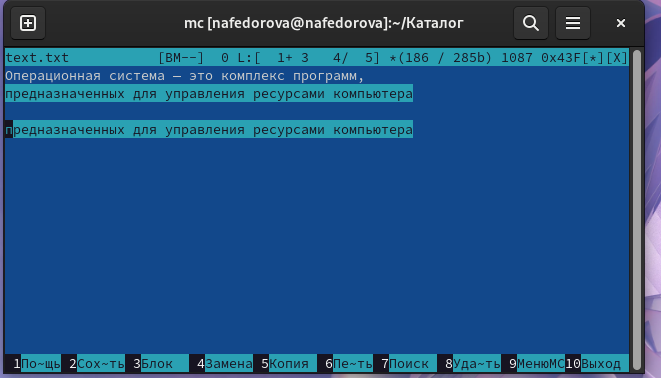 mc [nafedorova@nafedorova]:~/Каталог
text.txt [BM--] 0 L:[ 1+ 3 4/ 5] *(186 / 285b) 1087 0x43F[*][X]
Операционная система — это комплекс программ,
предназначенных для управления ресурсами компьютера
предназначенных для управления ресурсами компьютера
1По~щь 2Сох~ть 3Блок 4Замена 5Копия 6Пе~ть 7Поиск 8Уда~ть 9МенюMC 10Выход